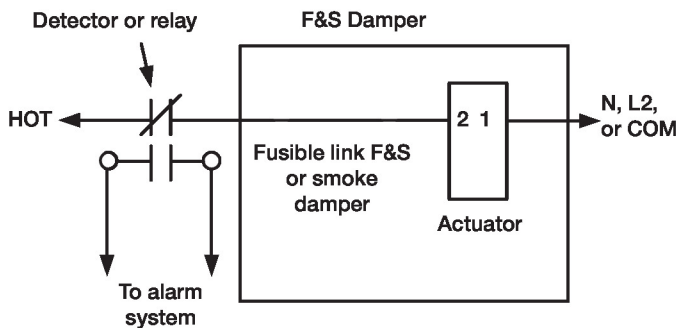 Detector or relay
F&S Damper
HOT
2 1
N, L2,
or COM
Fusible link F&S
or smoke
damper
Actuator
To alarm
system